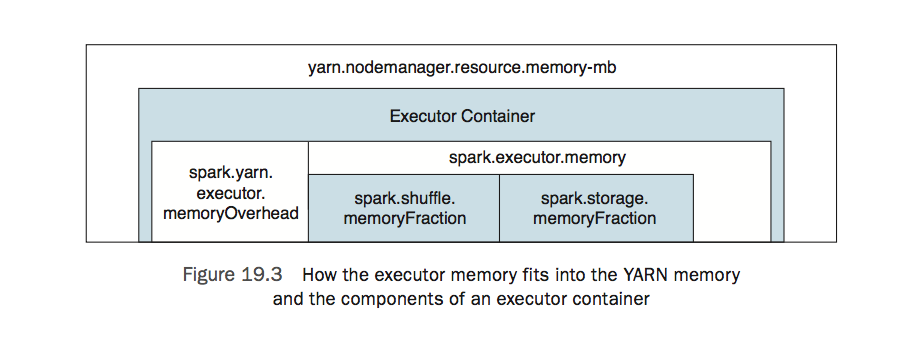 yarn.nodemanager.resource.memory-mb
Executor Container
spark.yarn.
executor.
memoryOverhead
spark.executor.memory
spark.shuffle.
memoryFraction
spark.storage.
memoryFraction
Figure 19.3 How the executor memory fits into the YARN memory
and the components of an executor container